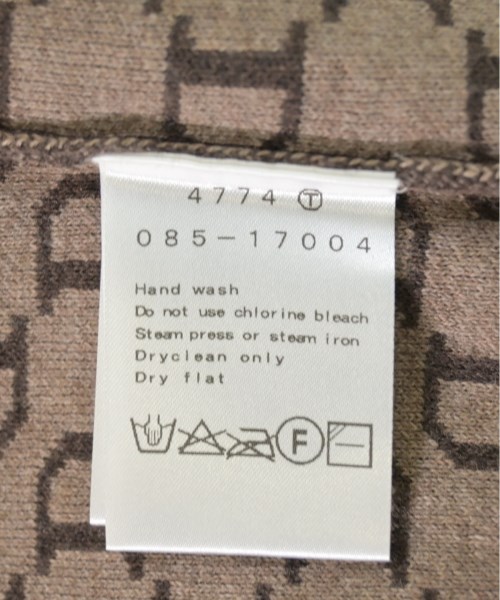 4774 Ⓣ
085-17004
Hand wash
Do not use chlorine bleach
Steam press or steam iron
Dryclean only
Dry flat
F